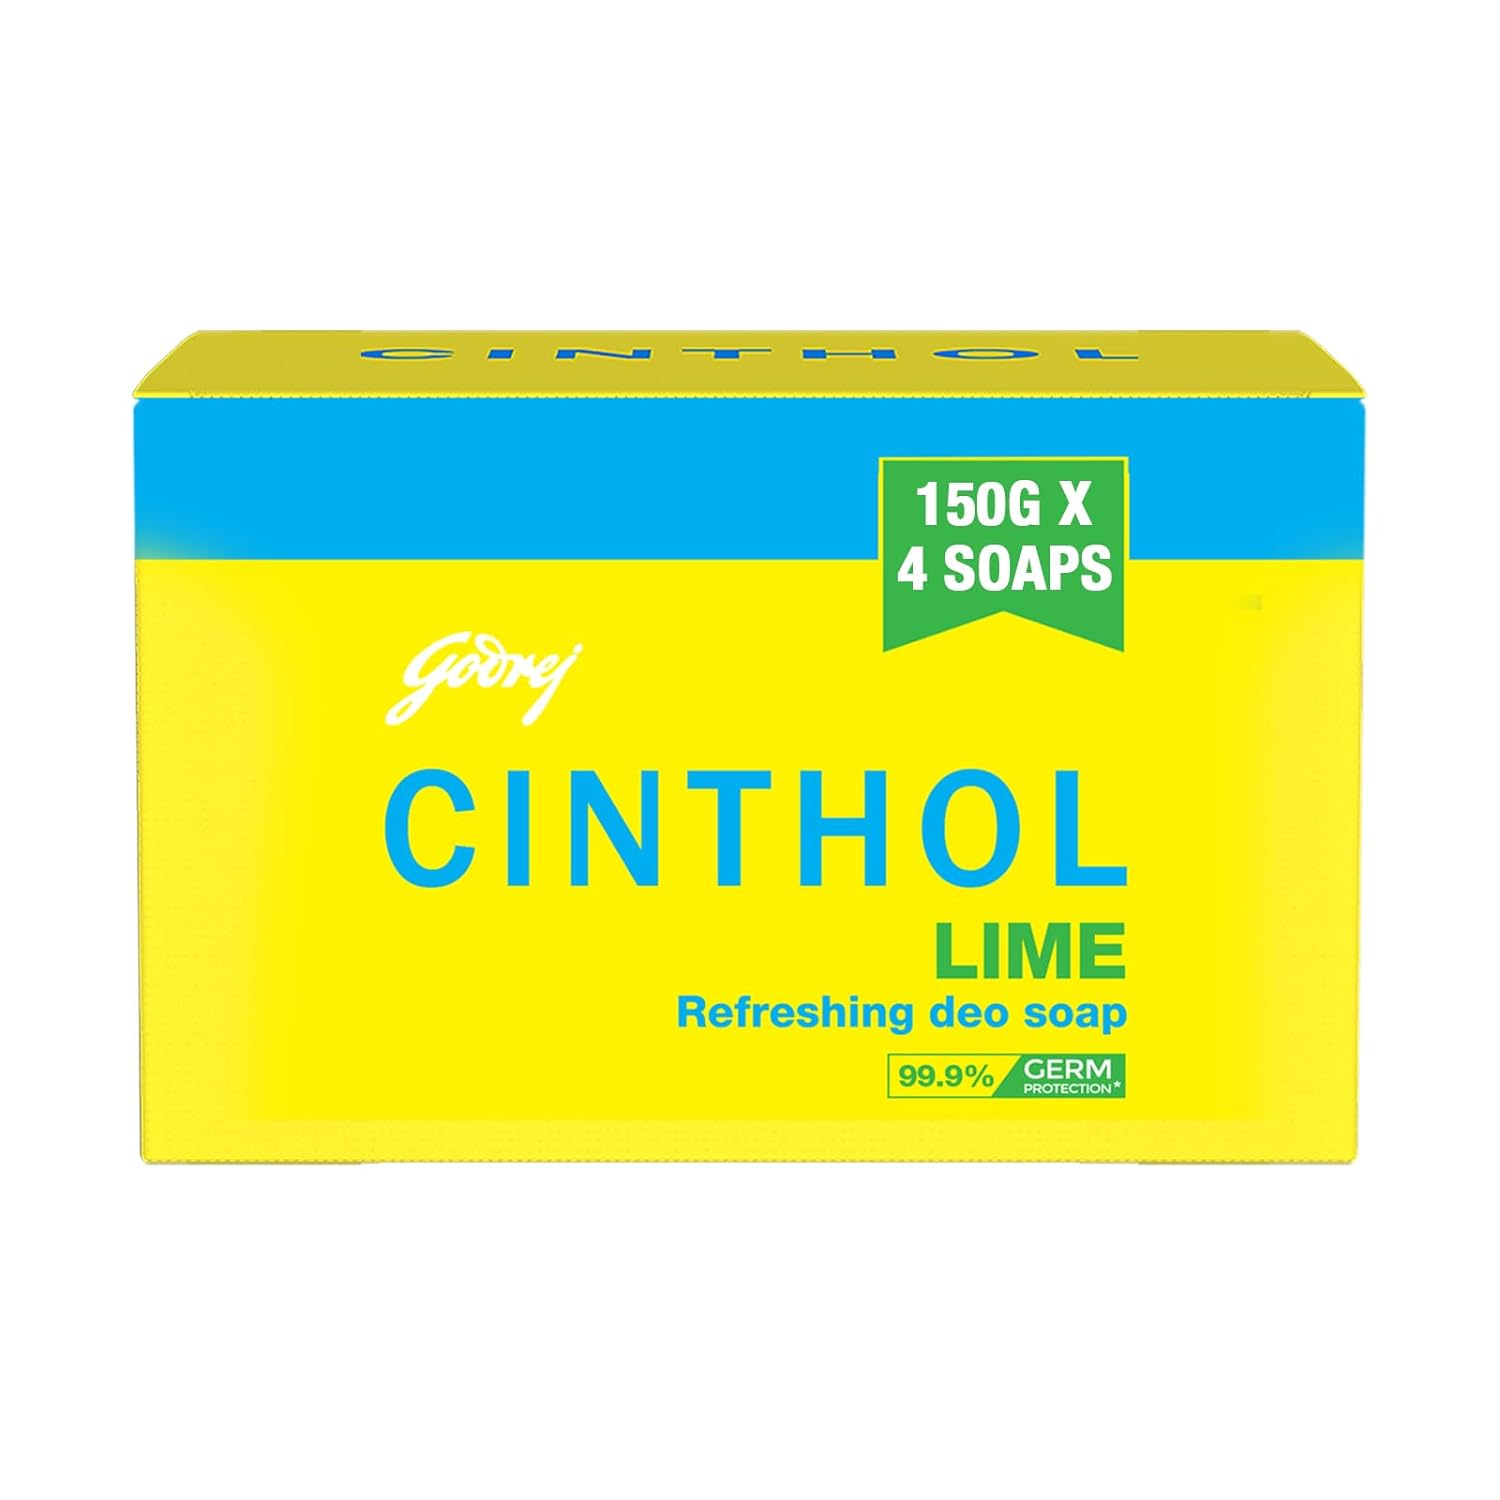 CINTHOL
150G X
4 SOAPS
Godrej
CINTHOL
LIME
Refreshing deo soap
99.9% GERM
PROTECTION*